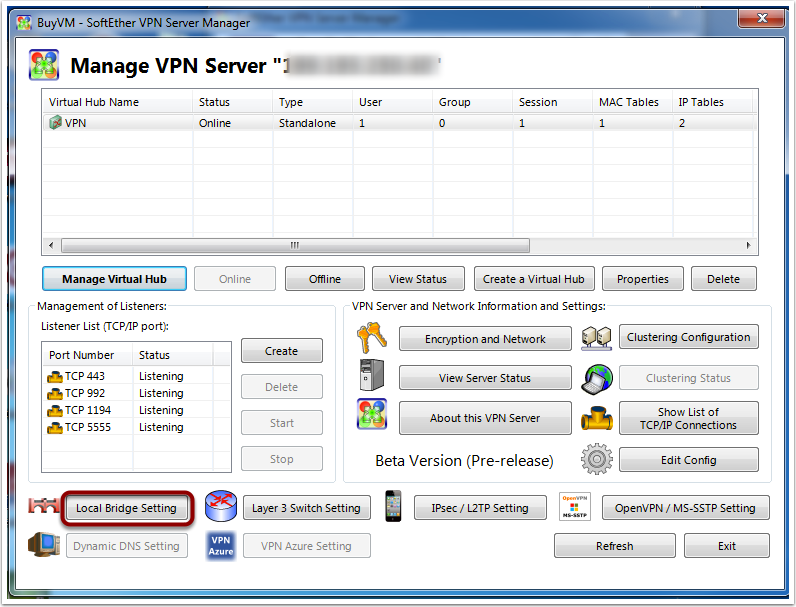 BuyVM - SoftEther VPN Server Manager
Manage VPN Server "
Virtual Hub Name Status Type User Group Session MAC Tables IP Tables
VPN Online Standalone 1 0 1 1 2
Manage Virtual Hub Online Offline View Status Create a Virtual Hub Properties Delete
Management of Listeners:
Listener List (TCP/IP port):
Port Number Status
TCP 443 Listening
TCP 992 Listening
TCP 1194 Listening
TCP 5555 Listening
Create
Delete
Start
Stop
VPN Server and Network Information and Settings:
Encryption and Network Clustering Configuration
View Server Status Clustering Status
About this VPN Server Show List of
TCP/IP Connections
Beta Version (Pre-release) Edit Config
Local Bridge Setting Layer 3 Switch Setting IPsec / L2TP Setting OpenVPN
MS-SSTP OpenVPN / MS-SSTP Setting
Dynamic DNS Setting VPN
Azure VPN Azure Setting Refresh Exit